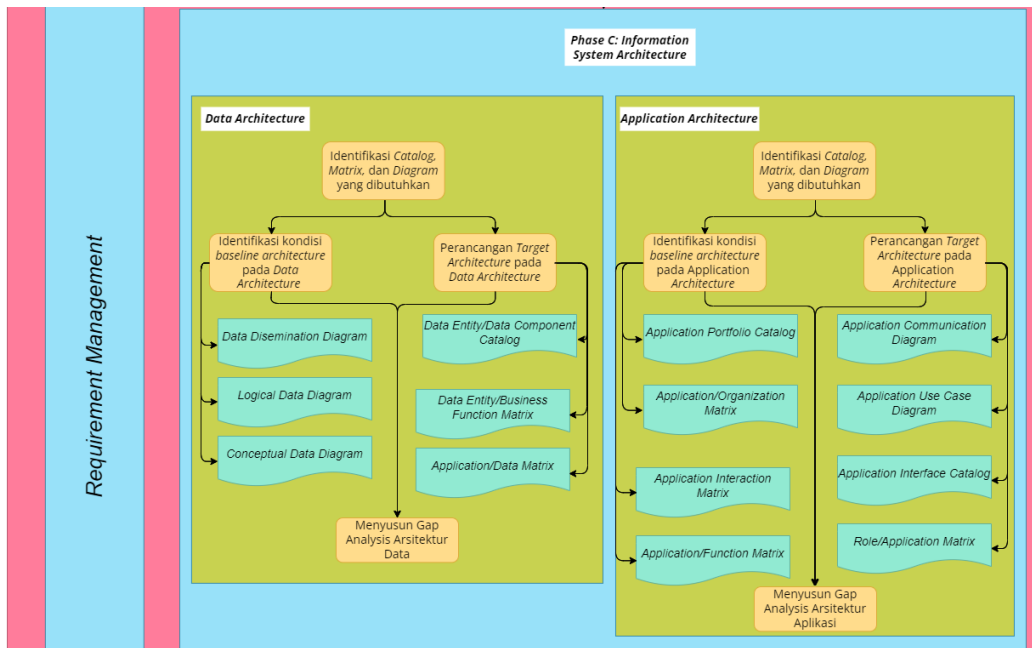 Phase C: Information
System Architecture
Requirement Management
Data Architecture
Identifikasi Catalog,
Matrix, dan Diagram
yang dibutuhkan
Identifikasi kondisi
baseline architecture
pada Data
Architecture
Perancangan Target
Architecture pada
Data Architecture
Data Disemination Diagram
Logical Data Diagram
Conceptual Data Diagram
Data Entity/Data Component
Catalog
Data Entity/Business
Function Matrix
Application/Data Matrix
Menyusun Gap
Analysis Arsitektur
Data
Application Architecture
Identifikasi Catalog,
Matrix, dan Diagram
yang dibutuhkan
Identifikasi kondisi
baseline architecture
pada Application
Architecture
Perancangan Target
Architecture pada
Application
Architecture
Application Portfolio Catalog
Application/Organization
Matrix
Application Interaction
Matrix
Application/Function Matrix
Application Communication
Diagram
Application Use Case
Diagram
Application Interface Catalog
Role/Application Matrix
Menyusun Gap
Analysis Arsitektur
Aplikasi